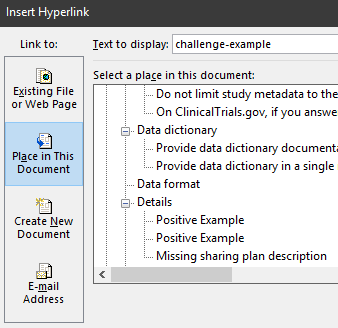 Insert Hyperlink
Link to:
Text to display: challenge-example
Select a place in this document:
Existing File
or Web Page
Place in This
Document
Create New
Document
E-mail
Address
Do not limit study metadata to the
On ClinicalTrials.gov, if you answe
Data dictionary
Provide data dictionary documenta
Provide data dictionary in a single
Data format
Details
Positive Example
Positive Example
Missing sharing plan description